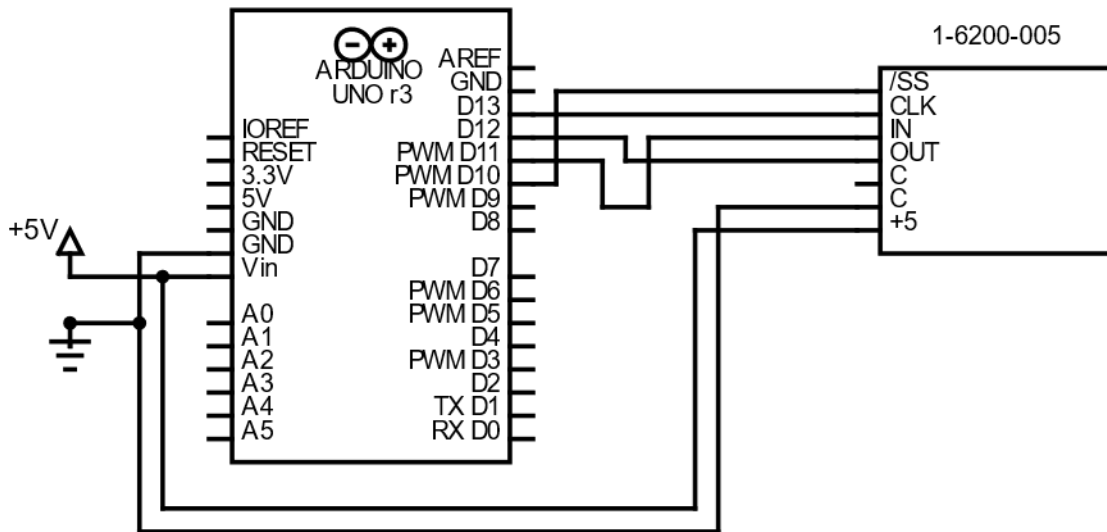 1-6200-005
ARDUINO
UNO r3
AREF
GND
D13
D12
PWM D11
PWM D10
PWM D9
D8
D7
PWM D6
PWM D5
D4
PWM D3
D2
TX D1
RX D0
IOREF
RESET
3.3V
5V
GND
GND
Vin
A0
A1
A2
A3
A4
A5
+5V
/SS
CLK
IN
OUT
C
C
+5